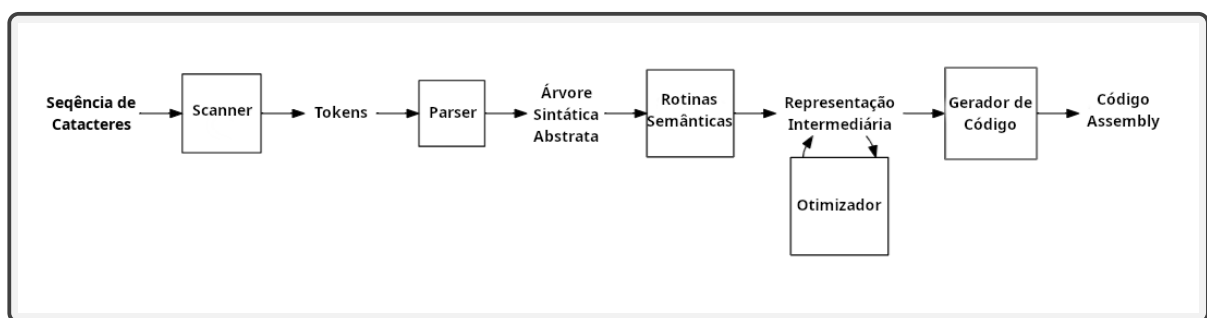 Seqência de
Catacteres
Scanner
Tokens
Parser
Árvore
Sintática
Abstrata
Rotinas
Semânticas
Representação
Intermediária
Otimizador
Gerador de
Código
Código
Assembly